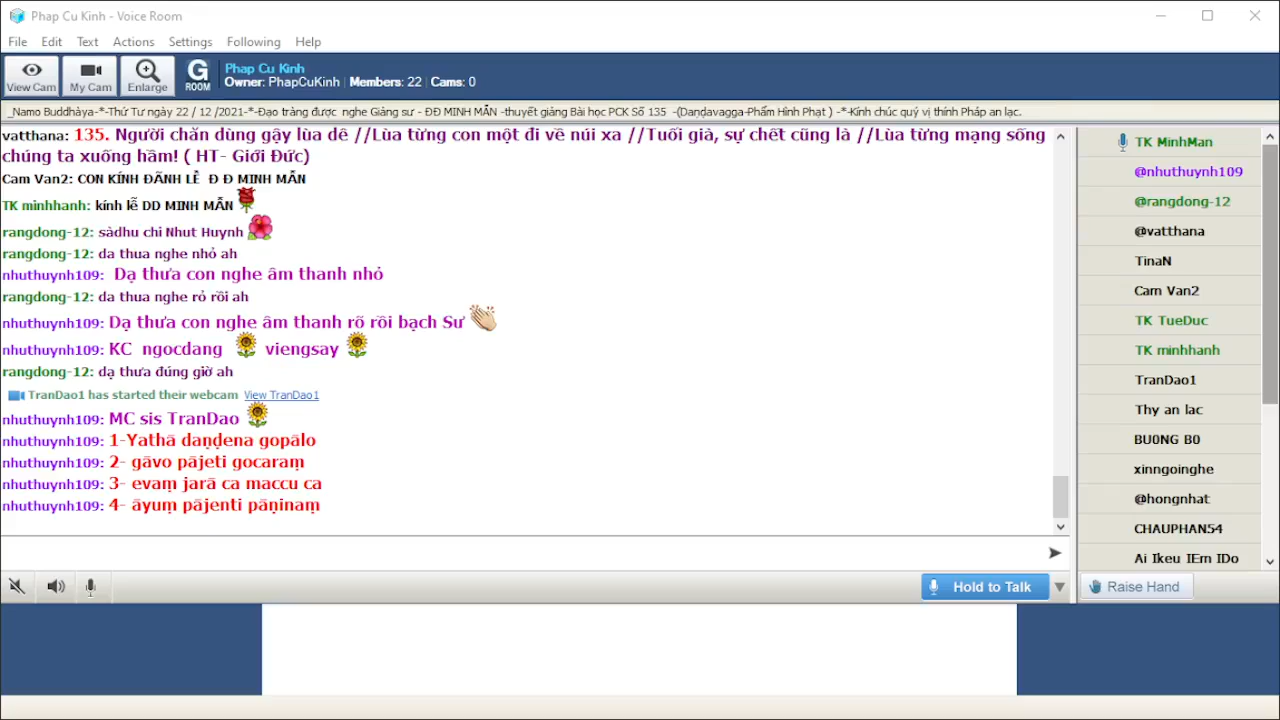 Phap Cu Kinh - Voice Room
File Edit Text Actions Settings Following Help
View Cam My Cam Enlarge G ROOM
Phap Cu Kinh
Owner: PhapCuKinh Members: 22 Cams: 0
_Namo Buddhàya-*-Thứ Tư ngày 22 / 12 /2021-*-Đạo tràng được nghe Giảng sư - ĐĐ MINH MẪN -thuyết giảng Bài học PCK Số 135 -(Daṇḍavagga-Phẩm Hình Phạt ) -*-Kính chúc quý vị thính Pháp an lạc.
vatthana: 135. Người chăn dùng gậy lùa dê //Lùa từng con một đi về núi xa //Tuổi già, sự chết cũng là //Lùa từng mạng sống
chúng ta xuống hầm! ( HT- Giới Đức)
Cam Van2: CON KÍNH ĐÃNH LỄ Đ Đ MINH MẪN
TK minhhanh: kính lễ DD MINH MẪN
rangdong-12: sàdhu chi Nhut Huynh
rangdong-12: da thua nghe nhỏ ah
nhuthuynh109: Dạ thưa con nghe âm thanh nhỏ
rangdong-12: da thua nghe rỏ rồi ah
nhuthuynh109: Dạ thưa con nghe âm thanh rõ rồi bạch Sư
nhuthuynh109: KC ngocdang viengsay
rangdong-12: dạ thưa đúng giờ ah
TranDao1 has started their webcam View TranDao1
nhuthuynh109: MC sis TranDao
nhuthuynh109: 1-Yathā daṇḍena gopālo
nhuthuynh109: 2- gāvo pājeti gocaraṃ
nhuthuynh109: 3- evaṃ jarā ca maccu ca
nhuthuynh109: 4- āyuṃ pājenti pāṇinaṃ
TK MinhMan
@nhuthuynh109
@rangdong-12
@vatthana
TinaN
Cam Van2
TK TueDuc
TK minhhanh
TranDao1
Thy an lac
BU0NG B0
xinngoinghe
@hongnhat
CHAUPHAN54
Ai Ikeu IEm IDo
Hold to Talk
Raise Hand